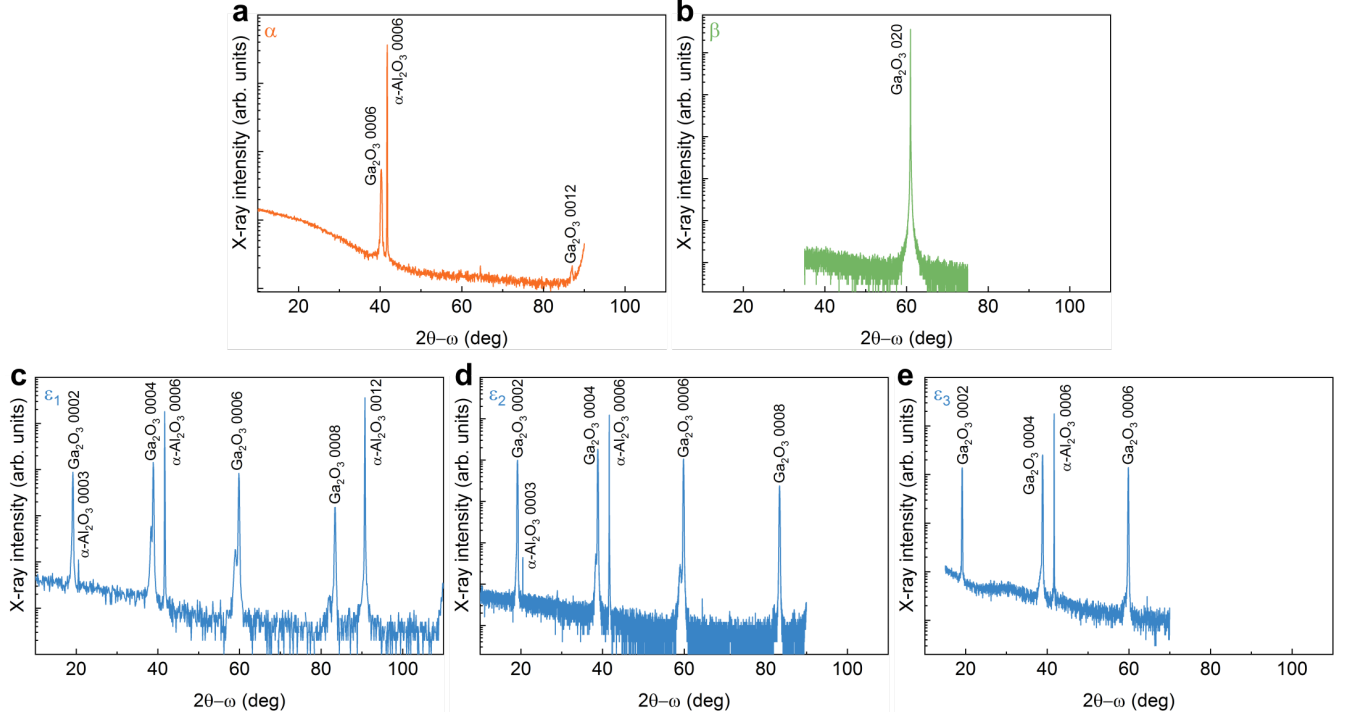 a
α
X-ray intensity (arb. units)
Ga₂O₃ 0006
α-Al₂O₃ 0006
Ga₂O₃ 0012
20 40 60 80 100
2θ–ω (deg)
b
β
X-ray intensity (arb. units)
Ga₂O₃ 020
20 40 60 80 100
2θ–ω (deg)
c
ε₁
X-ray intensity (arb. units)
Ga₂O₃ 0002
α-Al₂O₃ 0003
Ga₂O₃ 0004
α-Al₂O₃ 0006
Ga₂O₃ 0006
Ga₂O₃ 0008
α-Al₂O₃ 0012
20 40 60 80 100
2θ–ω (deg)
d
ε₂
X-ray intensity (arb. units)
Ga₂O₃ 0002
α-Al₂O₃ 0003
Ga₂O₃ 0004
α-Al₂O₃ 0006
Ga₂O₃ 0006
Ga₂O₃ 0008
20 40 60 80 100
2θ–ω (deg)
e
ε₃
X-ray intensity (arb. units)
Ga₂O₃ 0002
Ga₂O₃ 0004
α-Al₂O₃ 0006
Ga₂O₃ 0006
20 40 60 80 100
2θ–ω (deg)